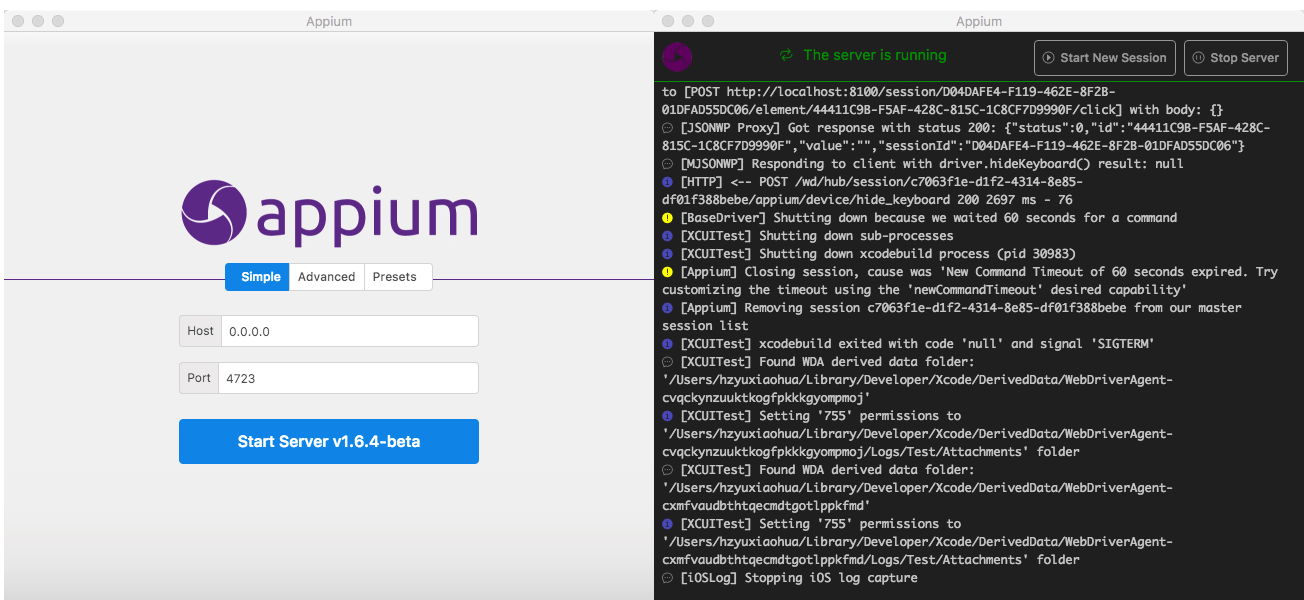 Appium
appium
Simple Advanced Presets
Host 0.0.0.0
Port 4723
Start Server v1.6.4-beta
Appium
The server is running
Start New Session
Stop Server
to [POST http://localhost:8100/session/D04DAFE4-F119-462E-8F2B-
01DFAD55DC06/element/44411C9B-F5AF-428C-815C-1C8CF7D9990F/click] with body: {}
[JSONWP Proxy] Got response with status 200: {"status":0,"id":"44411C9B-F5AF-428C-
815C-1C8CF7D9990F","value":"","sessionId":"D04DAFE4-F119-462E-8F2B-01DFAD55DC06"}
[MJSONWP] Responding to client with driver.hideKeyboard() result: null
[HTTP] <-- POST /wd/hub/session/c7063f1e-d1f2-4314-8e85-
df01f388bebe/appium/device/hide_keyboard 200 2697 ms - 76
[BaseDriver] Shutting down because we waited 60 seconds for a command
[XCUITest] Shutting down sub-processes
[XCUITest] Shutting down xcodebuild process (pid 30983)
[Appium] Closing session, cause was 'New Command Timeout of 60 seconds expired. Try
customizing the timeout using the 'newCommandTimeout' desired capability'
[Appium] Removing session c7063f1e-d1f2-4314-8e85-df01f388bebe from our master
session list
[XCUITest] xcodebuild exited with code 'null' and signal 'SIGTERM'
[XCUITest] Found WDA derived data folder:
'/Users/hzyuxiaohua/Library/Developer/Xcode/DerivedData/WebDriverAgent-
cvqckynzuuktkogfpkkkgyompmoj'
[XCUITest] Setting '755' permissions to
'/Users/hzyuxiaohua/Library/Developer/Xcode/DerivedData/WebDriverAgent-
cvqckynzuuktkogfpkkkgyompmoj/Logs/Test/Attachments' folder
[XCUITest] Found WDA derived data folder:
'/Users/hzyuxiaohua/Library/Developer/Xcode/DerivedData/WebDriverAgent-
cxmfvaudbthtqecmdtgotlppkfmd'
[XCUITest] Setting '755' permissions to
'/Users/hzyuxiaohua/Library/Developer/Xcode/DerivedData/WebDriverAgent-
cxmfvaudbthtqecmdtgotlppkfmd/Logs/Test/Attachments' folder
[iOSLog] Stopping iOS log capture